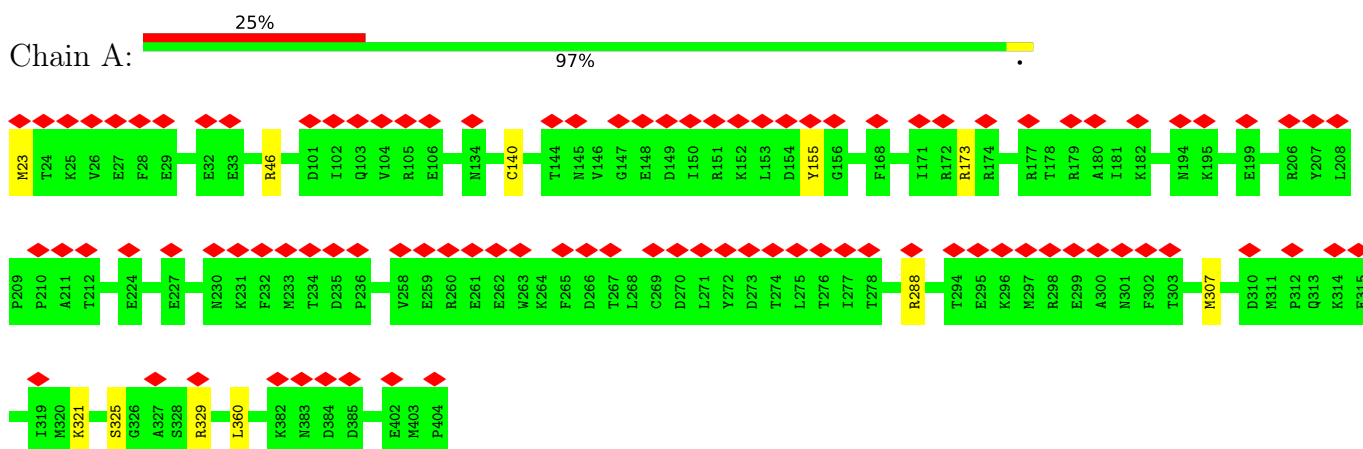 25%
Chain A:
97%
.
M23 T24 K25 V26 E27 F28 E29 E32 E33 R46 D101 I102 Q103 V104 R105 E106 N134 C140 T144 N145 V146 G147 E148 D149 I150 R151 K152 L153 D154 Y155 G156 F168 I171 R172 R173 R174 R177 T178 R179 A180 I181 K182 N194 K195 E199 R206 Y207 L208
P209 P210 A211 T212 E224 E227 N230 K231 F232 M233 T234 D235 P236 V258 E259 R260 E261 E262 W263 K264 F265 D266 T267 L268 C269 D270 L271 Y272 D273 T274 L275 T276 I277 T278 R288 T294 E295 K296 M297 R298 E299 A300 N301 F302 T303 M307 D310 M311 P312 Q313 K314 E315
I319 M320 K321 S325 G326 A327 S328 R329 L360 K382 N383 D384 D385 E402 M403 P404